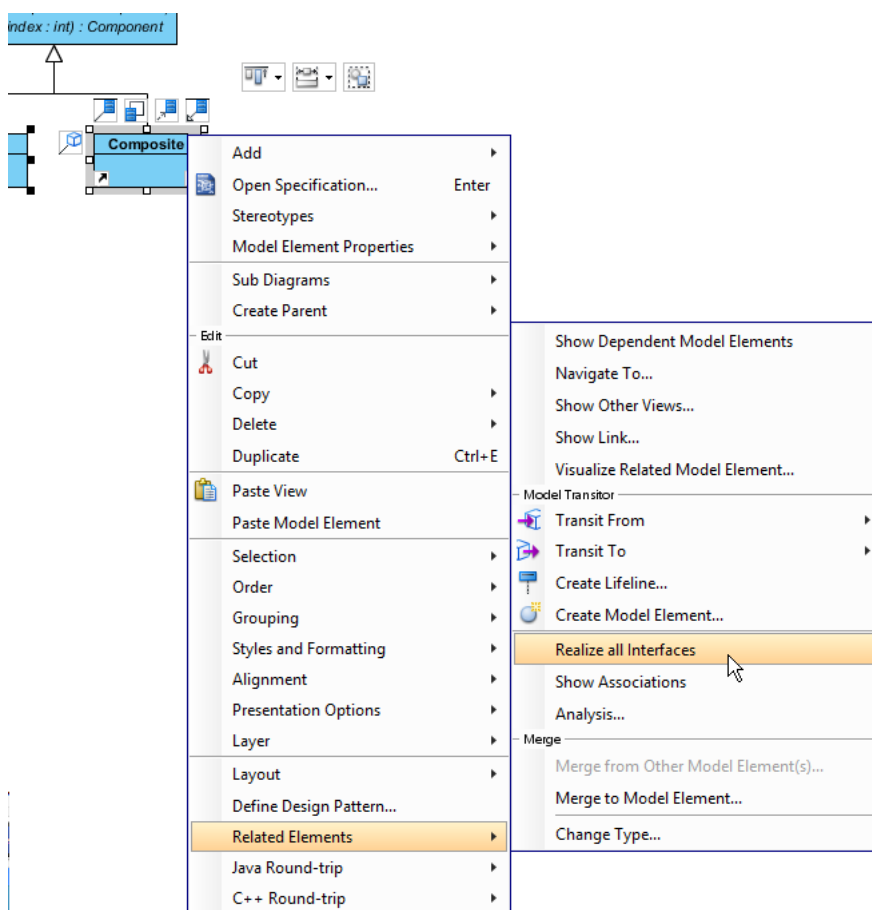 index : int) : Component
Composite
Add
Open Specification... Enter
Stereotypes
Model Element Properties
Sub Diagrams
Create Parent
Edit
Cut
Copy
Delete
Duplicate Ctrl+E
Paste View
Paste Model Element
Selection
Order
Grouping
Styles and Formatting
Alignment
Presentation Options
Layer
Layout
Define Design Pattern...
Related Elements
Java Round-trip
C++ Round-trip
Show Dependent Model Elements
Navigate To...
Show Other Views...
Show Link...
Visualize Related Model Element...
Model Transitor
Transit From
Transit To
Create Lifeline...
Create Model Element...
Realize all Interfaces
Show Associations
Analysis...
Merge
Merge from Other Model Element(s)...
Merge to Model Element...
Change Type...